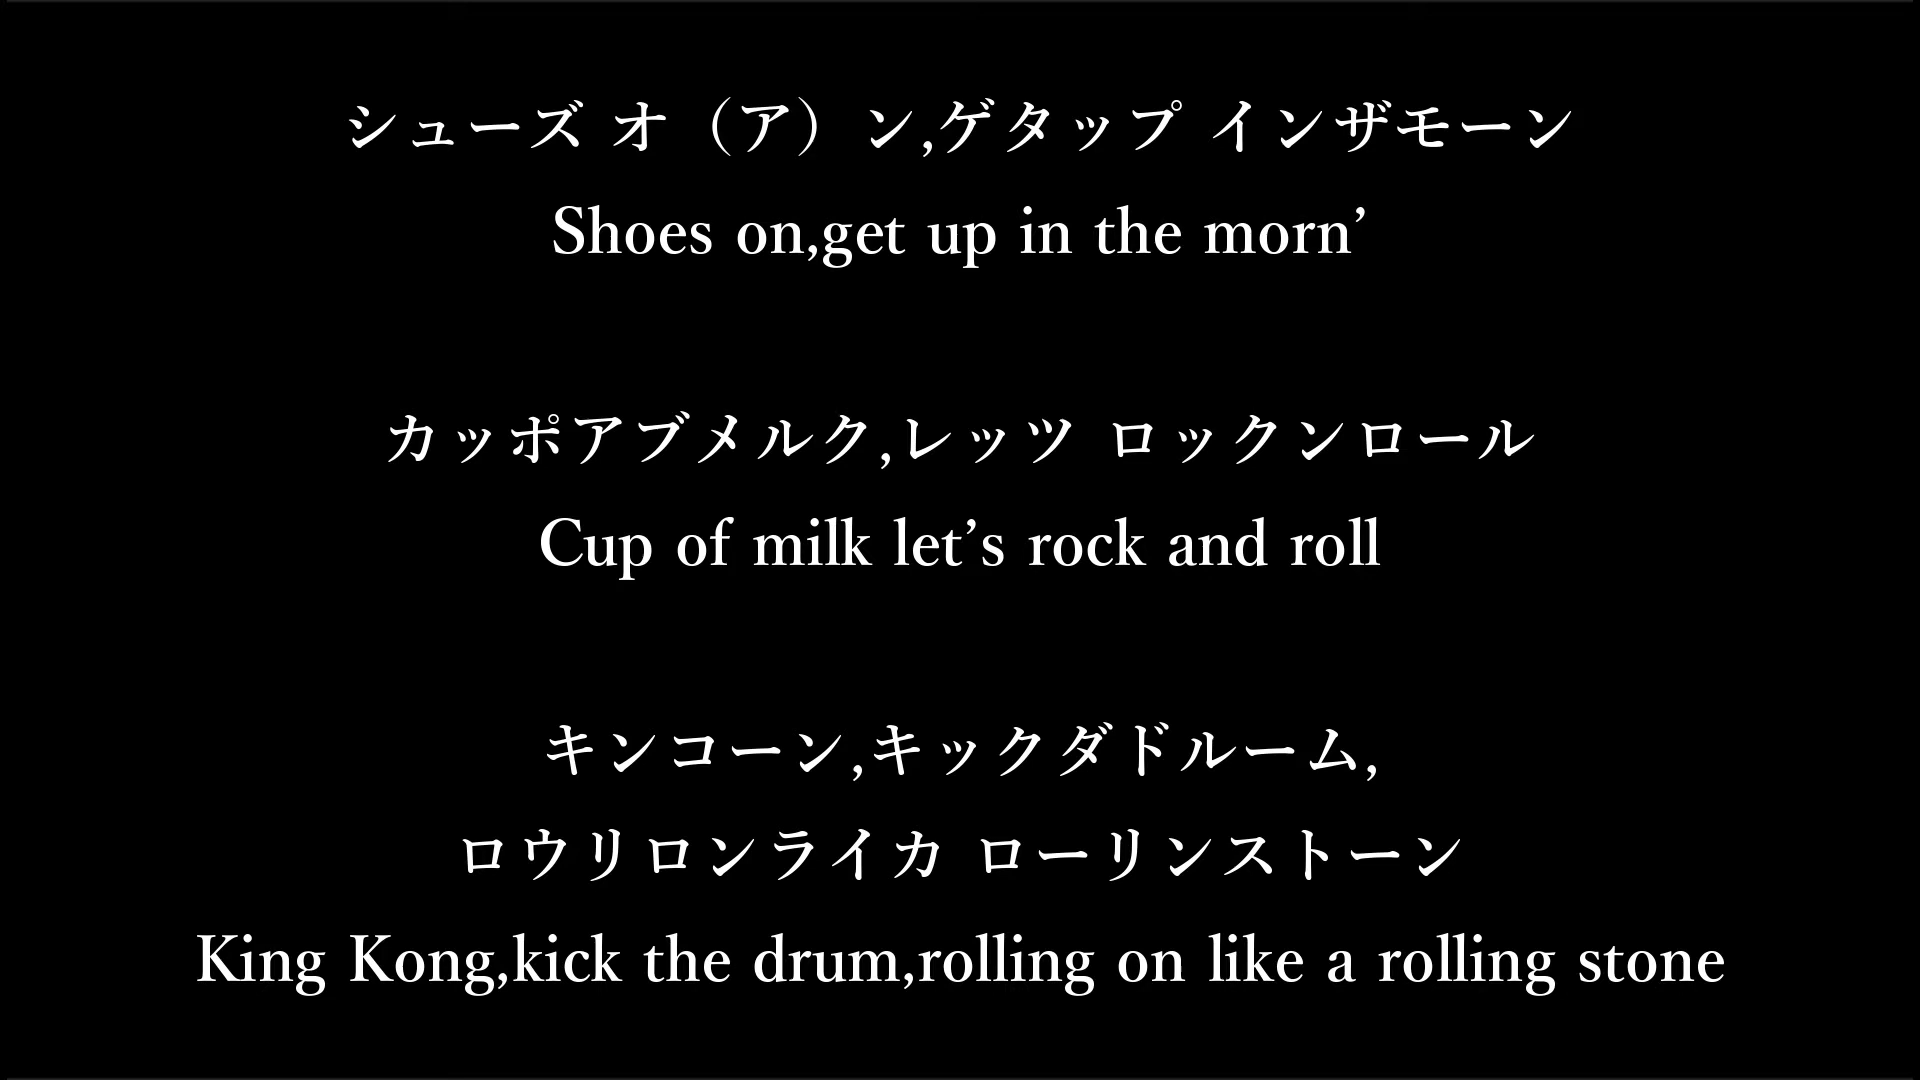 シューズ オ（ア）ン,ゲタップ インザモーン
Shoes on,get up in the morn’
カッポアブメルク,レッツ ロックンロール
Cup of milk let’s rock and roll
キンコーン,キックダドルーム,
ロウリロンライカ ローリンストーン
King Kong,kick the drum,rolling on like a rolling stone